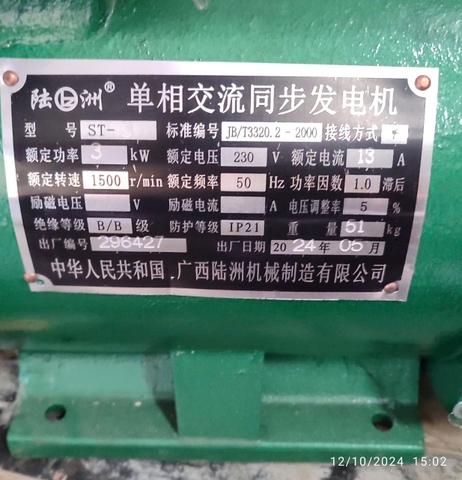 陆洲® 单相交流同步发电机
型号 ST-3 标准编号 JB/T3320.2-2000 接线方式
额定功率 3 kW 额定电压 230 V 额定电流 13 A
额定转速 1500 r/min 额定频率 50 Hz 功率因数 1.0 滞后
励磁电压 V 励磁电流 A 电压调整率 5 %
绝缘等级 B/B 级 防护等级 IP21 重量 51 kg
出厂编号 296427 出厂日期 2024年05月
中华人民共和国.广西陆洲机械制造有限公司
12/10/2024 15:02